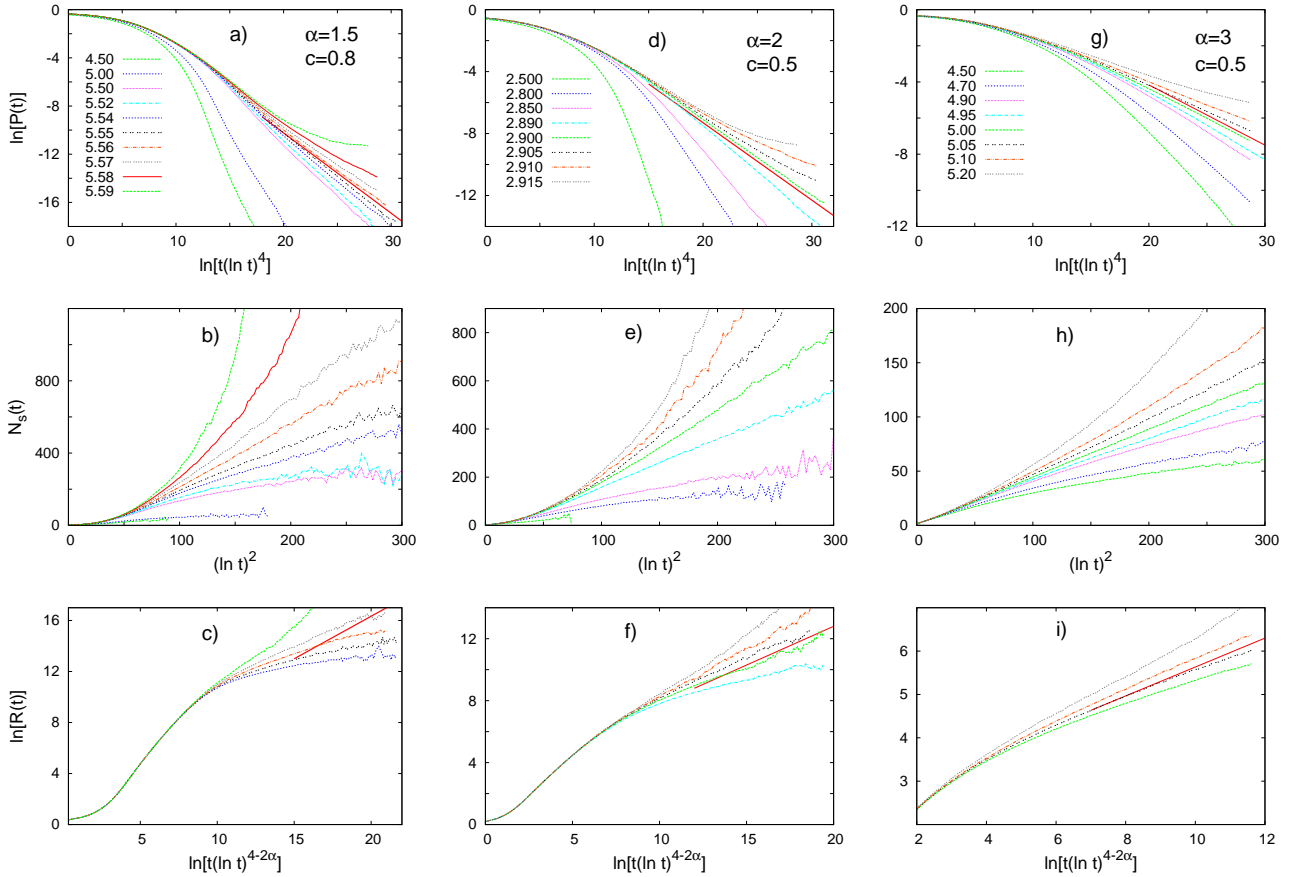 ln[P(t)]
0
-4
-8
-12
-16
a)
α=1.5
c=0.8
4.50
5.00
5.50
5.52
5.54
5.55
5.56
5.57
5.58
5.59
0 10 20 30
ln[t(ln t)^4]
0
-4
-8
-12
d)
α=2
c=0.5
2.500
2.800
2.850
2.890
2.900
2.905
2.910
2.915
0 10 20 30
ln[t(ln t)^4]
0
-4
-8
-12
g)
α=3
c=0.5
4.50
4.70
4.90
4.95
5.00
5.05
5.10
5.20
0 10 20 30
ln[t(ln t)^4]
N_s(t)
800
400
0
b)
100 200 300
(ln t)^2
800
600
400
200
0
e)
0 100 200 300
(ln t)^2
200
150
100
50
0
h)
0 100 200 300
(ln t)^2
ln[R(t)]
16
12
8
4
0
c)
5 10 15 20
ln[t(ln t)^{4-2α}]
12
8
4
0
f)
0 5 10 15 20
ln[t(ln t)^{4-2α}]
6
5
4
3
i)
2 4 6 8 10 12
ln[t(ln t)^{4-2α}]